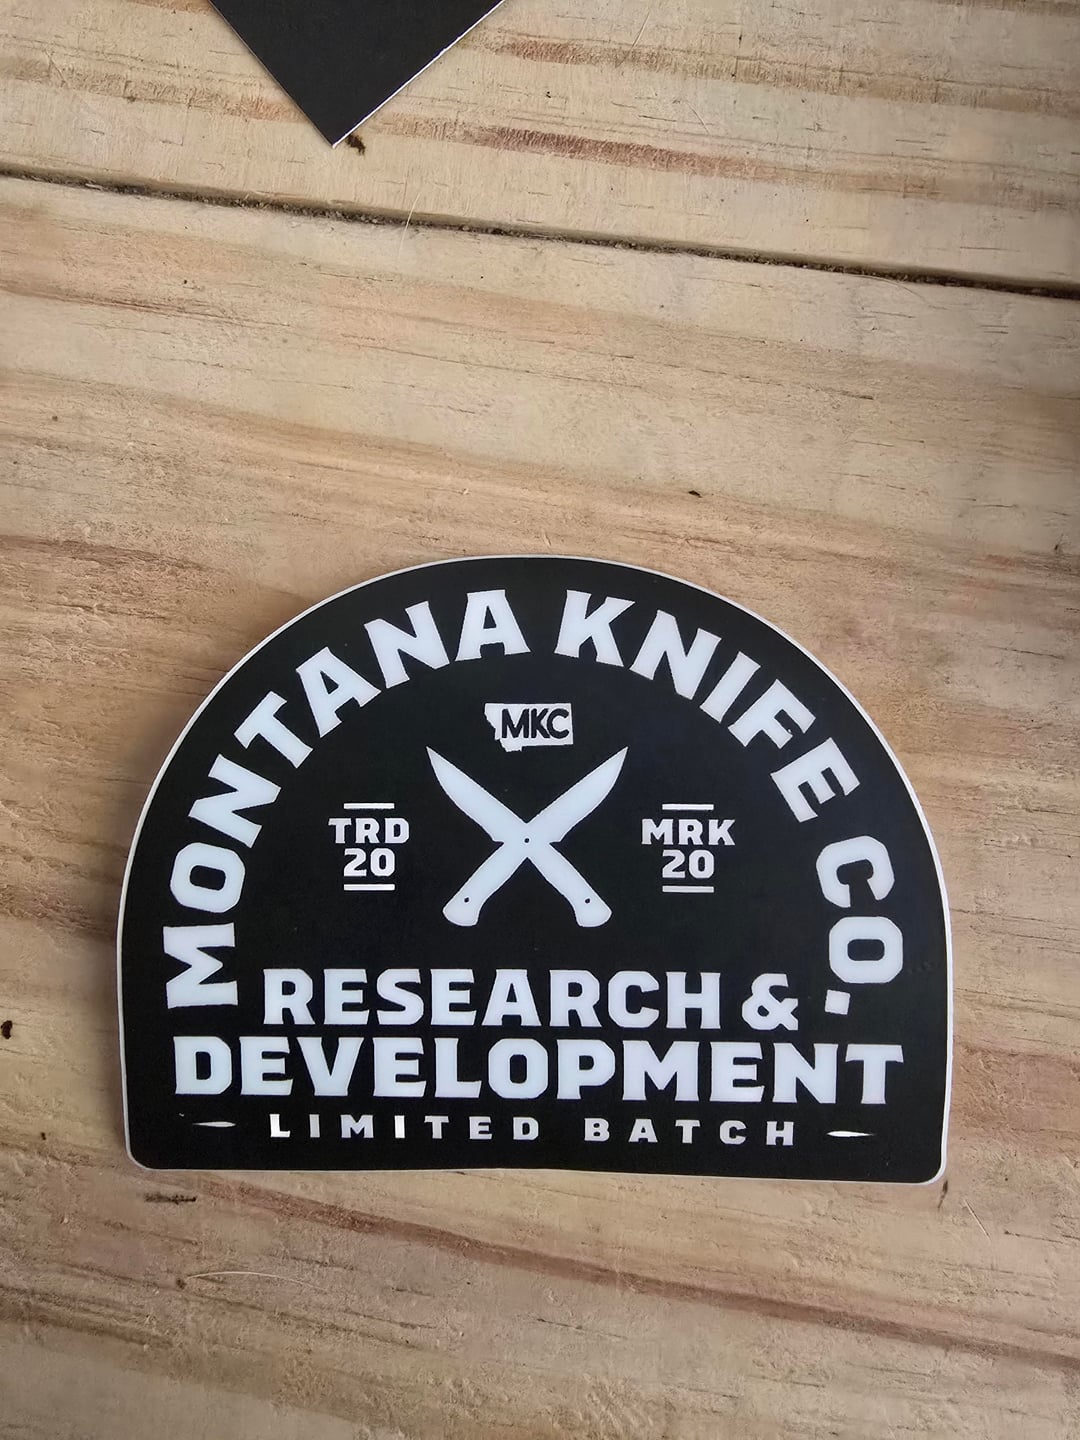 MONTANA KNIFE CO.
MKC
TRD
20
MRK
20
RESEARCH &
DEVELOPMENT
LIMITED BATCH